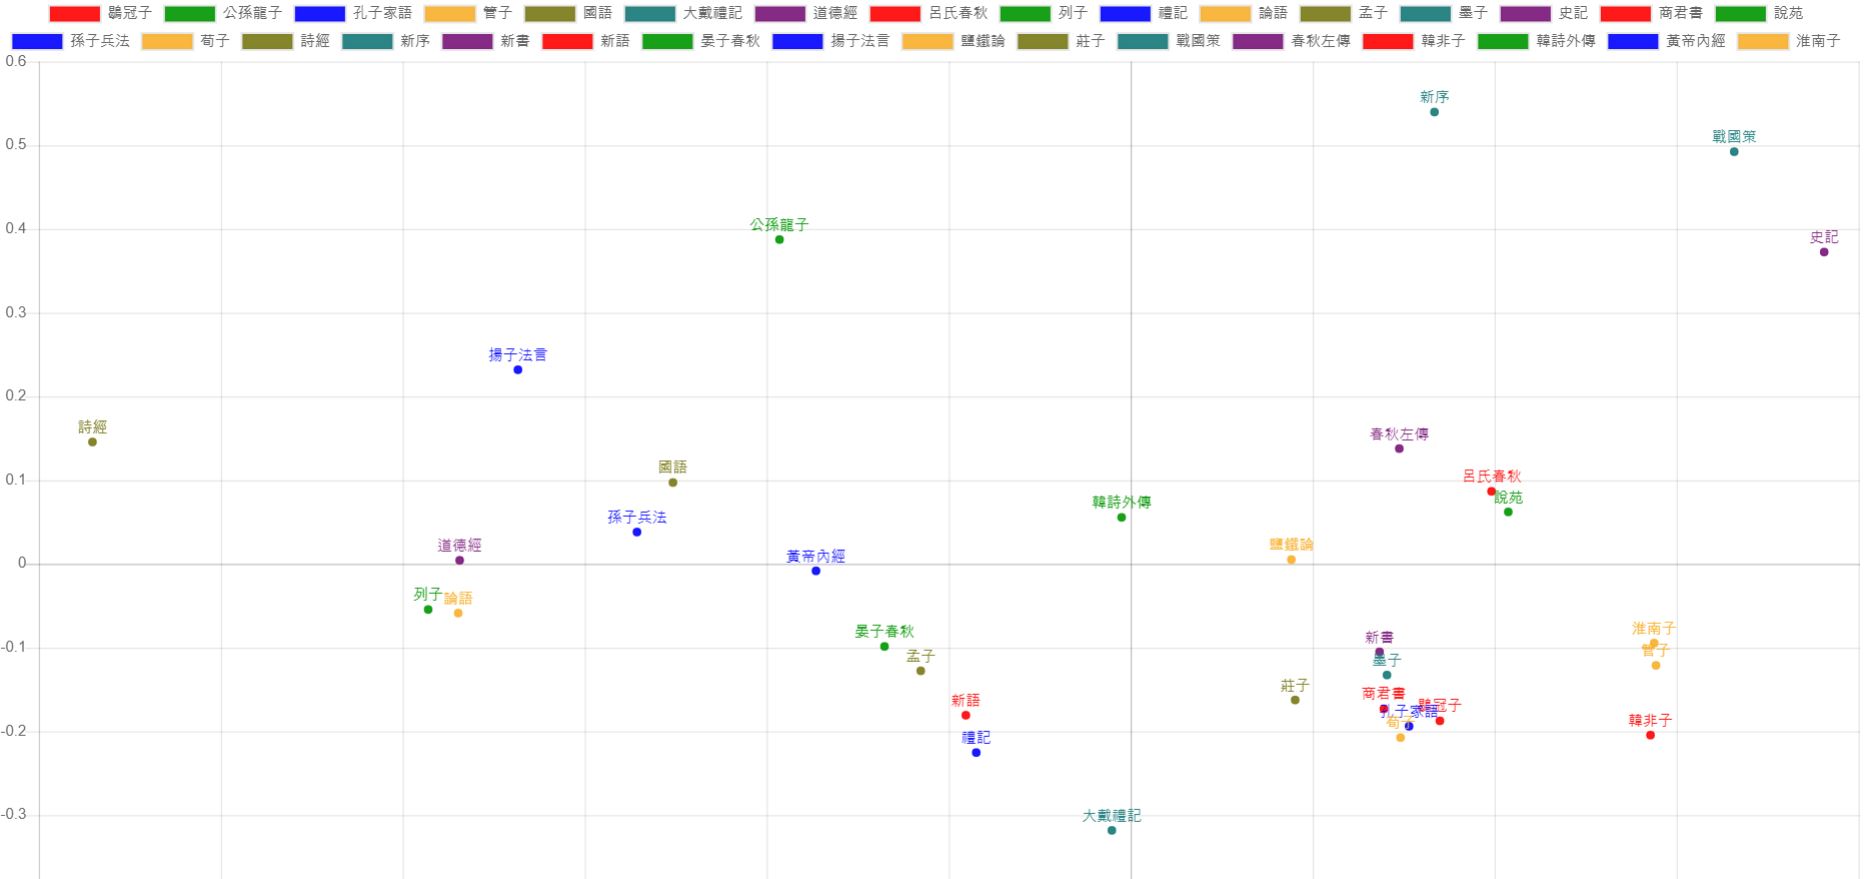 鶡冠子 公孫龍子 孔子家語 管子 國語 大戴禮記 道德經 呂氏春秋 列子 禮記 論語 孟子 墨子 史記 商君書 說苑
孫子兵法 荀子 詩經 新序 新書 新語 晏子春秋 揚子法言 鹽鐵論 莊子 戰國策 春秋左傳 韓非子 韓詩外傳 黃帝內經 淮南子
0.6
新序
戰國策
0.5
公孫龍子
0.4
史記
0.3
揚子法言
0.2
詩經
春秋左傳
國語
呂氏春秋
0.1
說苑
韓詩外傳
孫子兵法
道德經
鹽鐵論
黃帝內經
0
列子
論語
淮南子
晏子春秋
新書
-0.1
管子
孟子
墨子
莊子
商君書
新語
鶡冠子
孔子家語
荀子
韓非子
-0.2
禮記
-0.3
大戴禮記